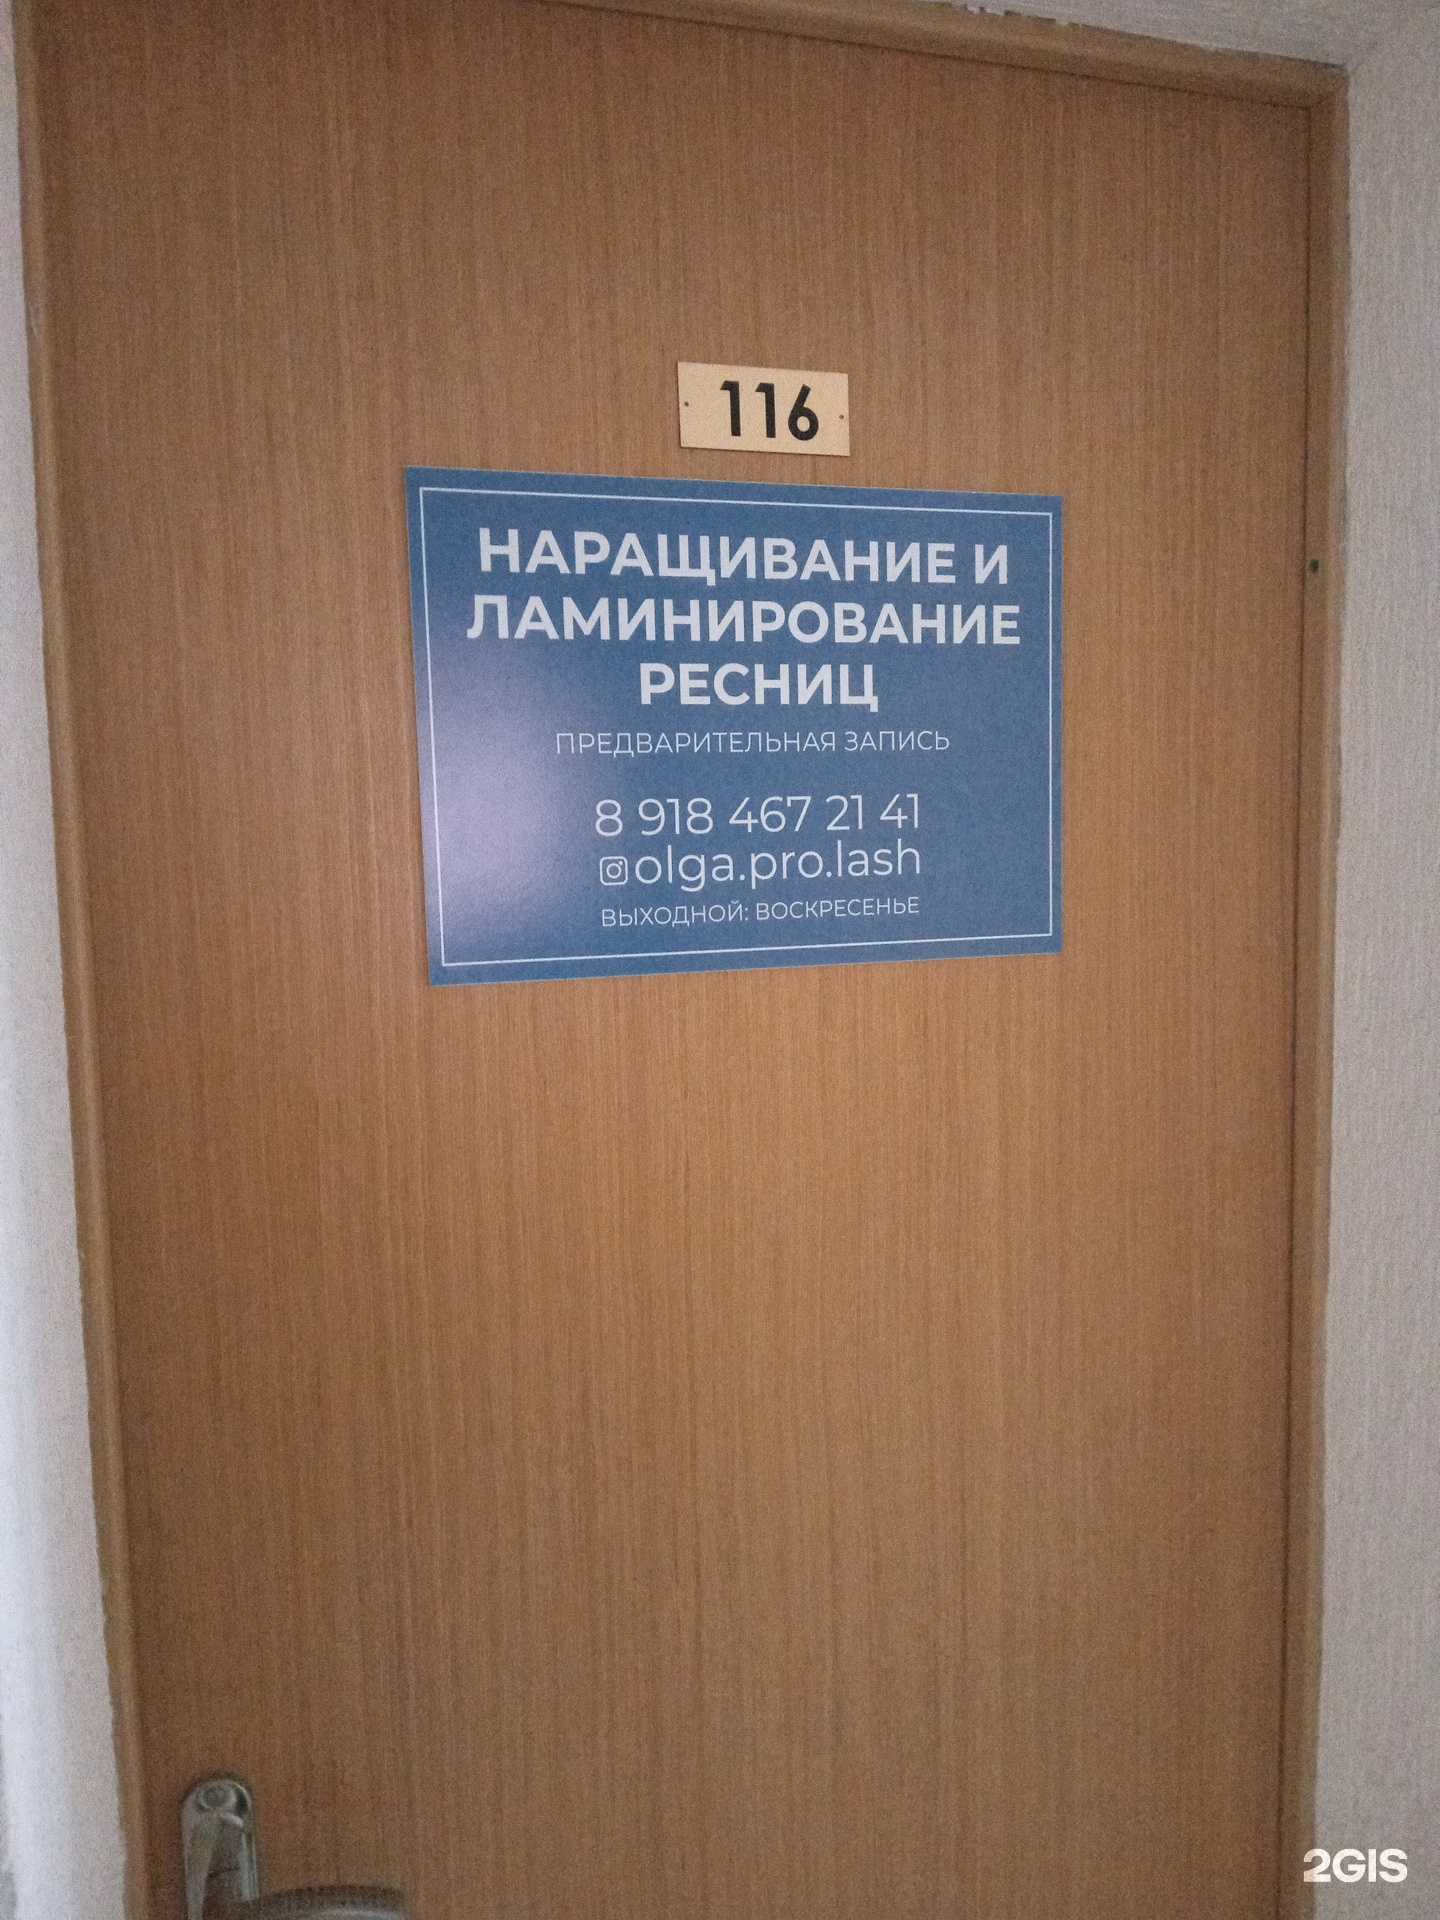 116
НАРАЩИВАНИЕ И
ЛАМИНИРОВАНИЕ
РЕСНИЦ
ПРЕДВАРИТЕЛЬНАЯ ЗАПИСЬ
8 918 467 21 41
olga.pro.lash
ВЫХОДНОЙ: ВОСКРЕСЕНЬЕ
2GIS